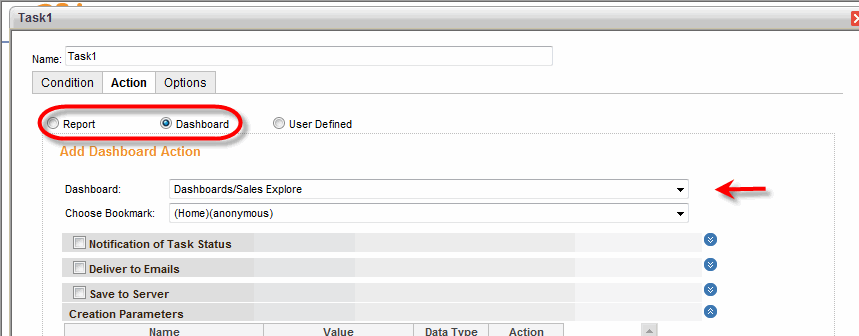 Task1
Name: Task1
Condition Action Options
Report Dashboard User Defined
Add Dashboard Action
Dashboard: Dashboards/Sales Explore
Choose Bookmark: (Home)(anonymous)
Notification of Task Status
Deliver to Emails
Save to Server
Creation Parameters
Name Value Data Type Action